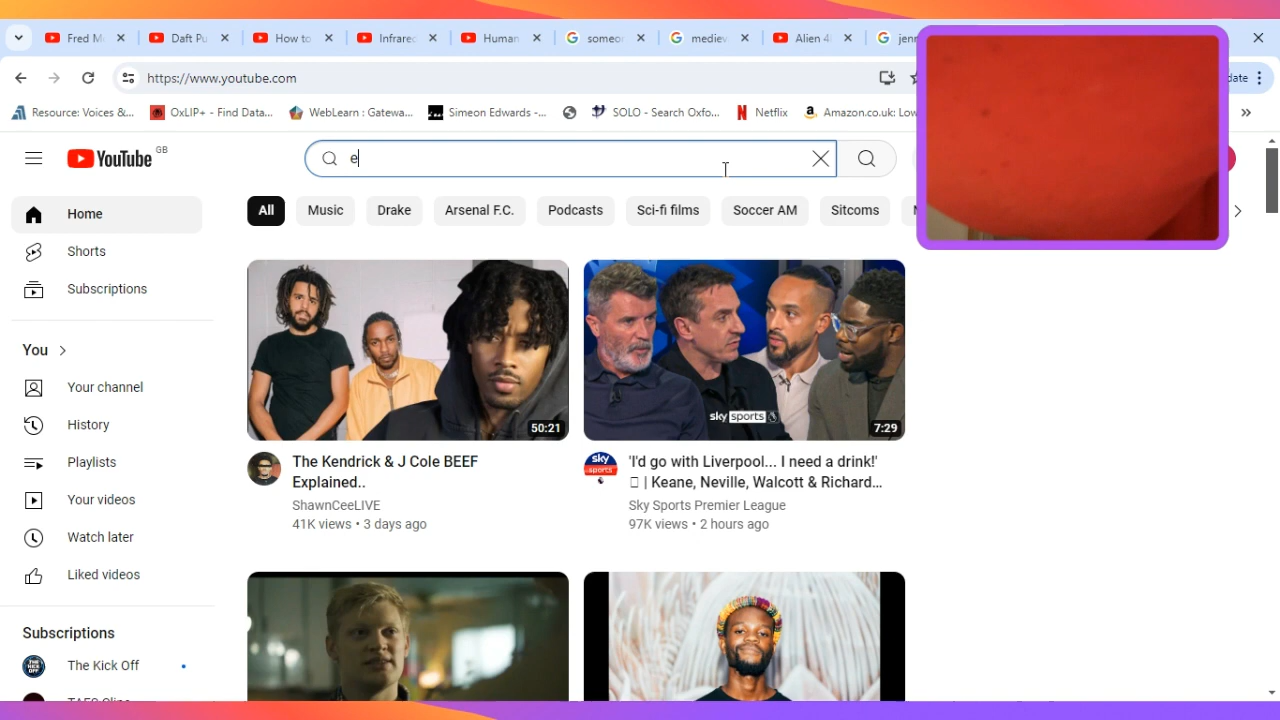 Fred M
Daft Pu
How to
Infrared
Human
someo
mediev
Alien 4
jenn
https://www.youtube.com
date
Resource: Voices &...
OxLIP+ - Find Data...
WebLearn : Gatewa...
Simeon Edwards -...
SOLO - Search Oxfo...
Netflix
Amazon.co.uk: Low
»
YouTube GB
e
Home
Shorts
Subscriptions
You
Your channel
History
Playlists
Your videos
Watch later
Liked videos
Subscriptions
The Kick Off
All
Music
Drake
Arsenal F.C.
Podcasts
Sci-fi films
Soccer AM
Sitcoms
50:21
The Kendrick & J Cole BEEF
Explained..
ShawnCeeLIVE
41K views • 3 days ago
sky sports
7:29
sky sports
'I'd go with Liverpool... I need a drink!'
| Keane, Neville, Walcott & Richard...
Sky Sports Premier League
97K views • 2 hours ago